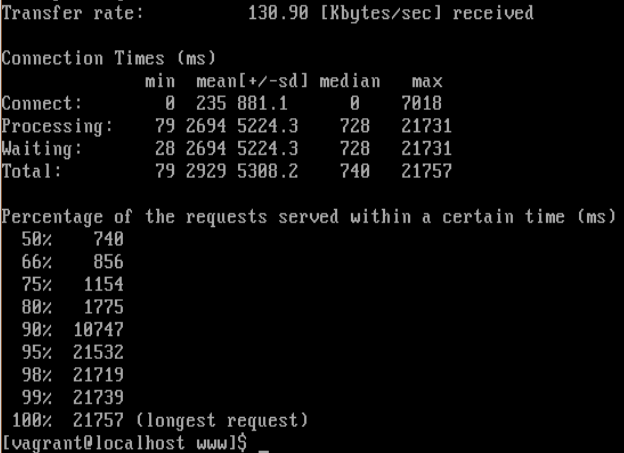 Transfer rate: 130.90 [Kbytes/sec] received
Connection Times (ms)
min mean[+/-sd] median max
Connect: 0 235 881.1 0 7018
Processing: 79 2694 5224.3 728 21731
Waiting: 28 2694 5224.3 728 21731
Total: 79 2929 5308.2 740 21757
Percentage of the requests served within a certain time (ms)
50% 740
66% 856
75% 1154
80% 1775
90% 10747
95% 21532
98% 21719
99% 21739
100% 21757 (longest request)
[vagrant@localhost www]$ _